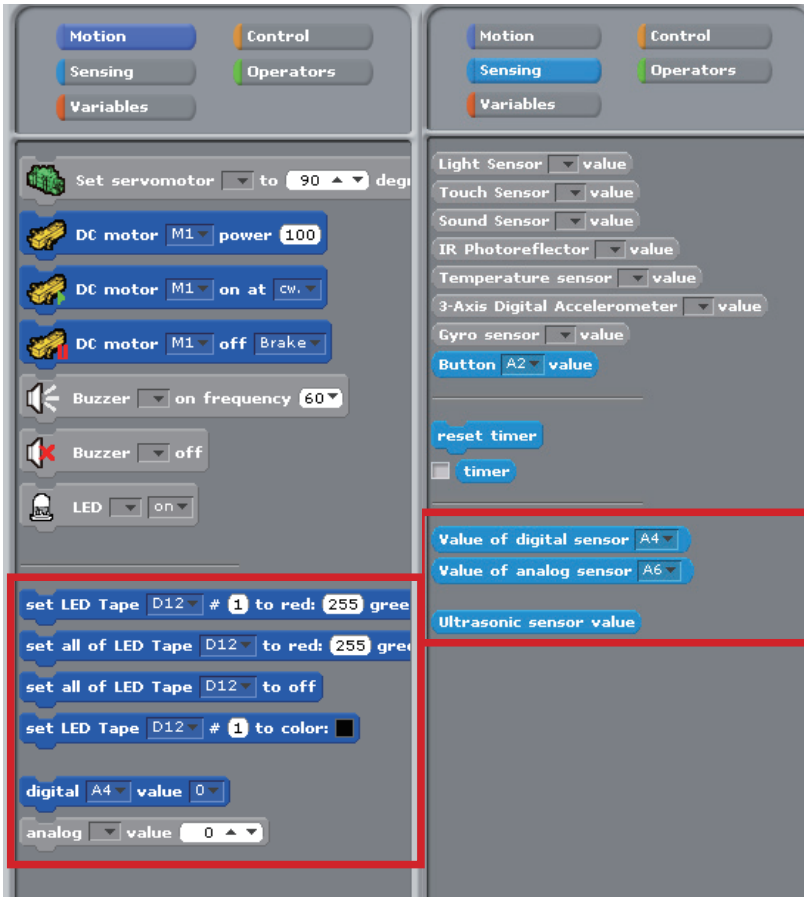 Motion Control
Sensing Operators
Variables
Set servomotor to 90 degr
DC motor M1 power 100
DC motor M1 on at cw.
DC motor M1 off Brake
Buzzer on frequency 60
Buzzer off
LED on
set LED Tape D12 # 1 to red: 255 gree
set all of LED Tape D12 to red: 255 gree
set all of LED Tape D12 to off
set LED Tape D12 # 1 to color:
digital A4 value 0
analog value 0
Motion Control
Sensing Operators
Variables
Light Sensor value
Touch Sensor value
Sound Sensor value
IR Photoreflector value
Temperature sensor value
3-Axis Digital Accelerometer value
Gyro sensor value
Button A2 value
reset timer
timer
Value of digital sensor A4
Value of analog sensor A6
Ultrasonic sensor value